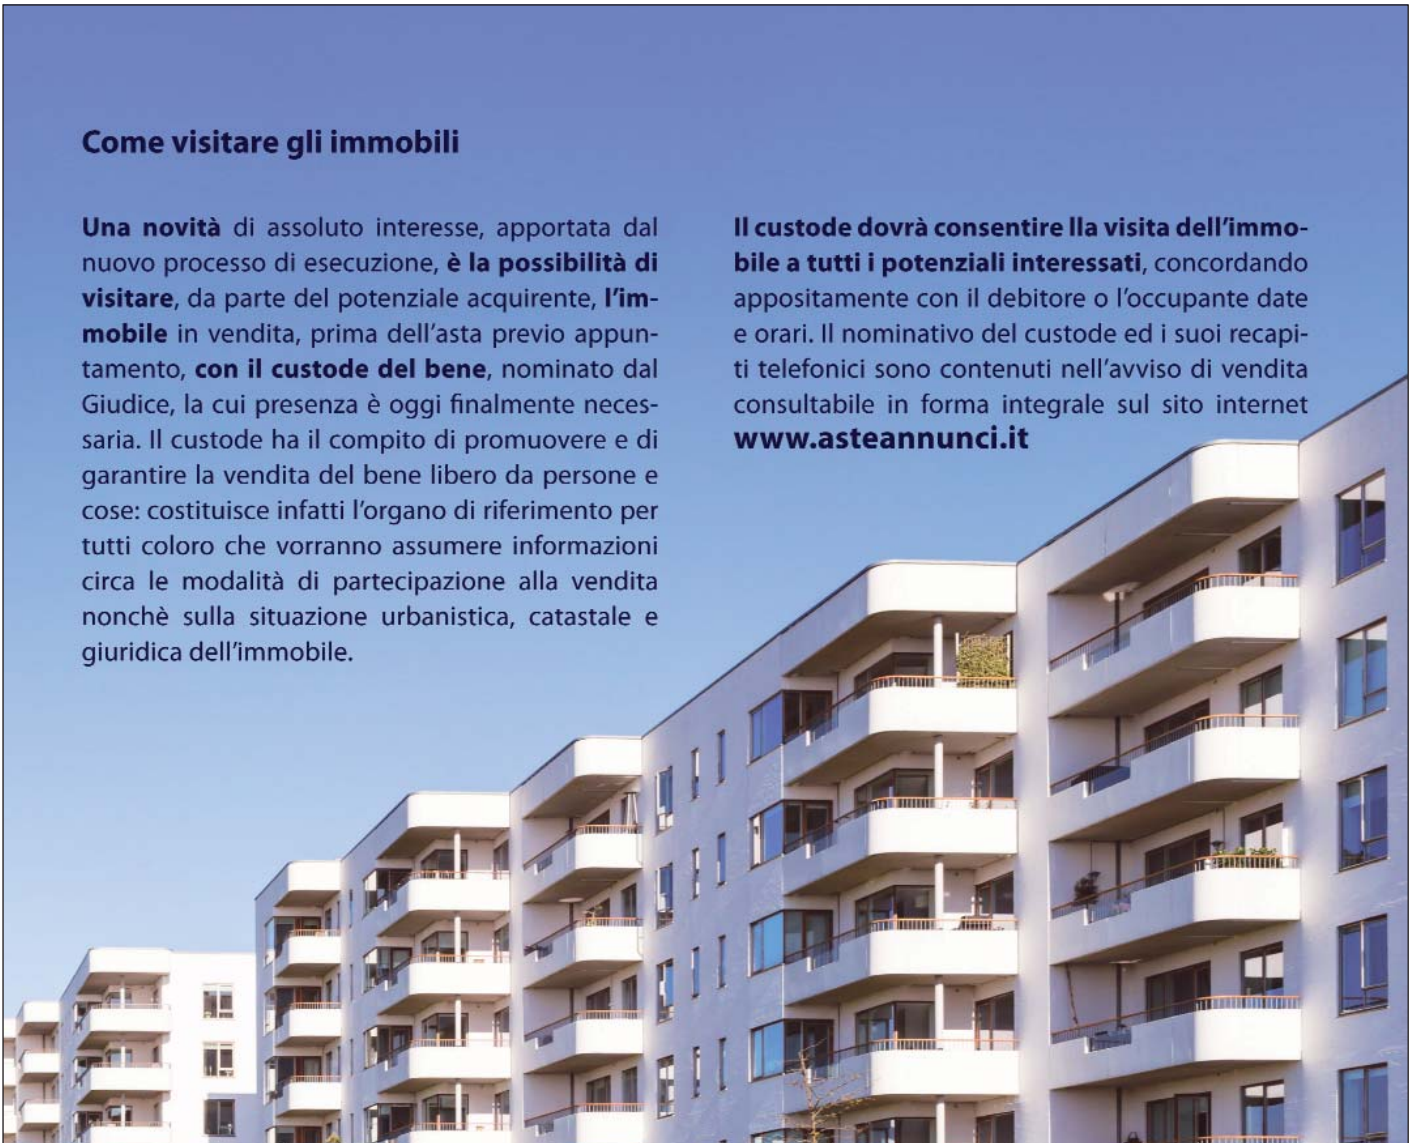 Come visitare gli immobili
Una novità di assoluto interesse, apportata dal
nuovo processo di esecuzione, è la possibilità di
visitare, da parte del potenziale acquirente, l'im-
mobile in vendita, prima dell'asta previo appun-
tamento, con il custode del bene, nominato dal
Giudice, la cui presenza è oggi finalmente neces-
saria. Il custode ha il compito di promuovere e di
garantire la vendita del bene libero da persone e
cose: costituisce infatti l'organo di riferimento per
tutti coloro che vorranno assumere informazioni
circa le modalità di partecipazione alla vendita
nonchè sulla situazione urbanistica, catastale e
giuridica dell'immobile.
Il custode dovrà consentire lla visita dell'immo-
bile a tutti i potenziali interessati, concordando
appositamente con il debitore o l'occupante date
e orari. Il nominativo del custode ed i suoi recapi-
ti telefonici sono contenuti nell'avviso di vendita
consultabile in forma integrale sul sito internet
www.asteannunci.it